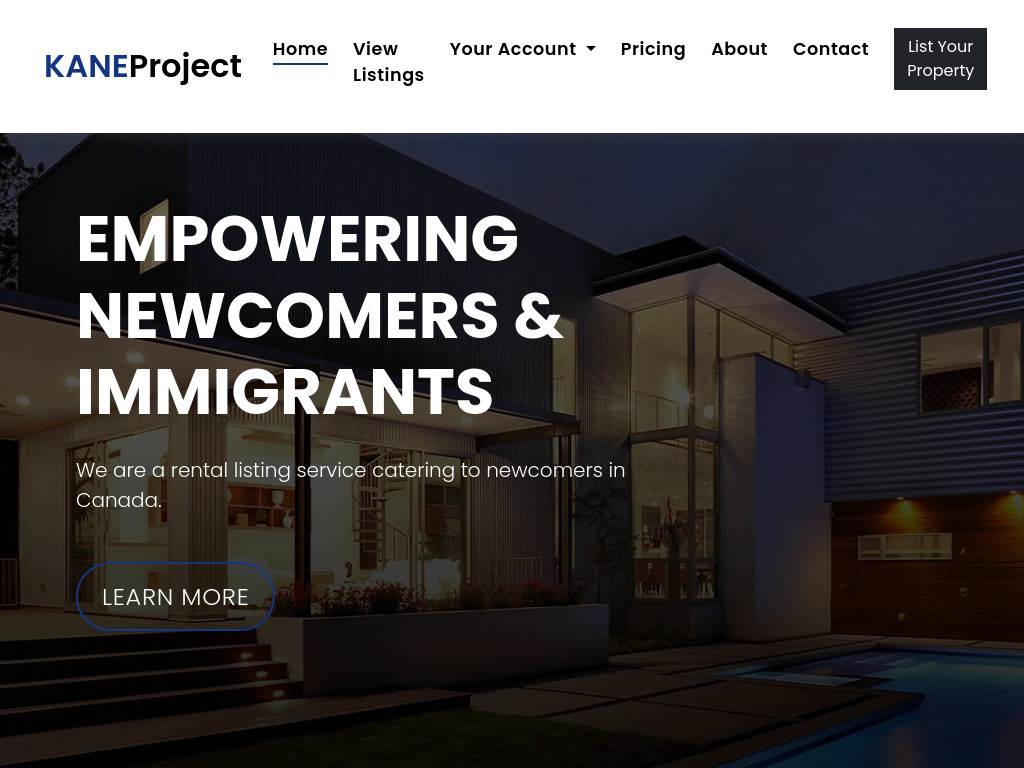 KANEProject
Home
View
Listings
Your Account
Pricing
About
Contact
List Your
Property
EMPOWERING
NEWCOMERS &
IMMIGRANTS
We are a rental listing service catering to newcomers in
Canada.
LEARN MORE